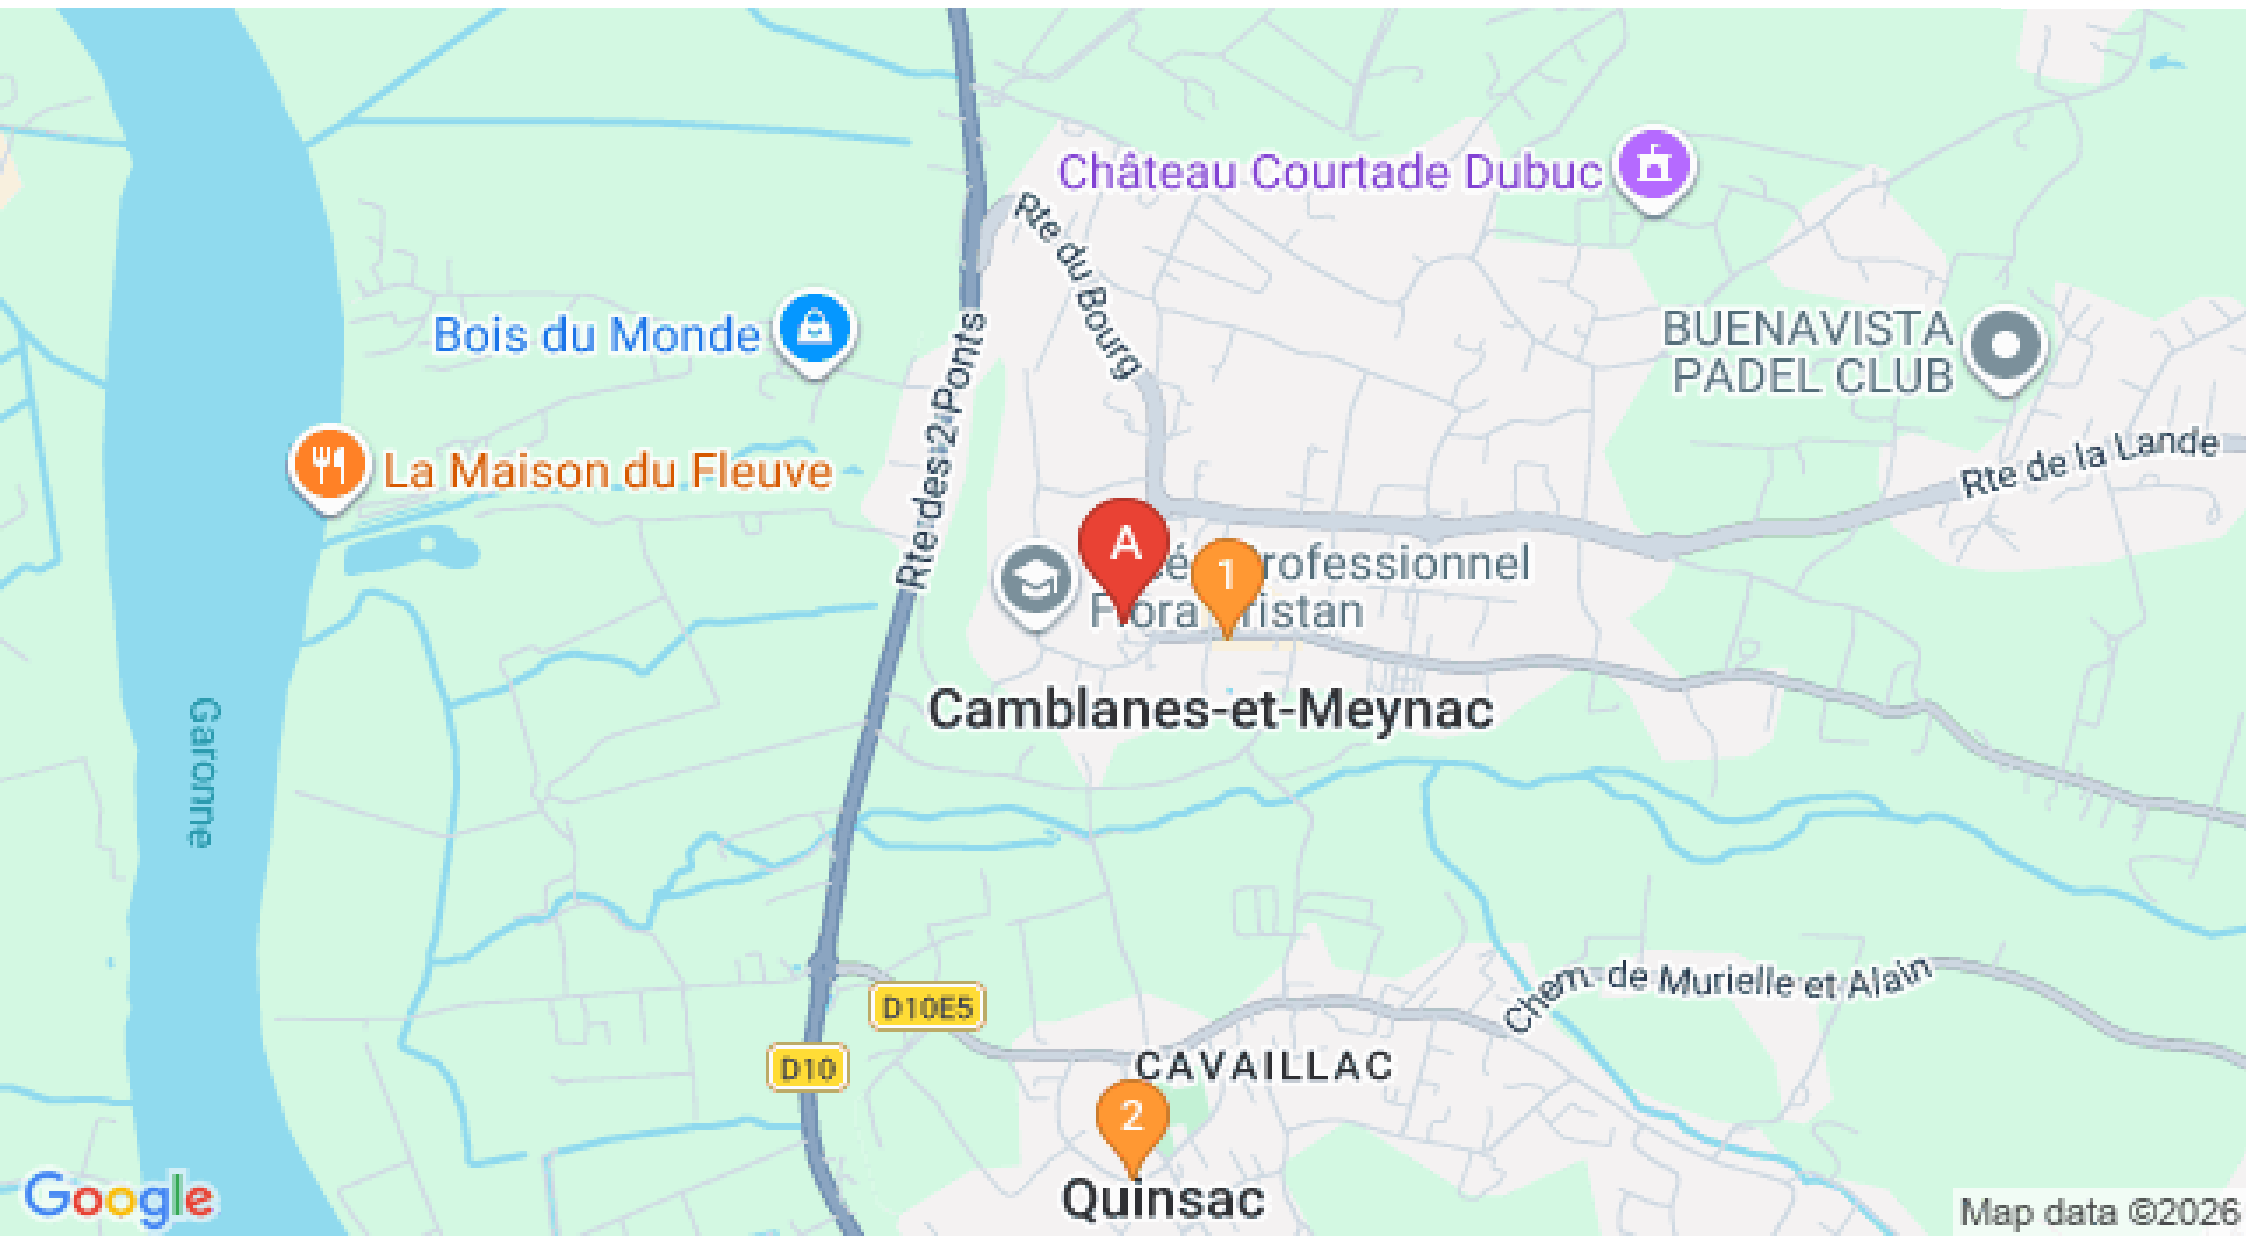 Château Courtade Dubuc
Rte du Bourg
Bois du Monde
BUENAVISTA
PADEL CLUB
Rte des 2 Ponts
La Maison du Fleuve
Rte de la Lande
A
1
rofessionnel
Flora Tristan
Camblanes-et-Meynac
Garonne
Chem. de Murielle et Alain
D10E5
D10
CAVAILLAC
2
Quinsac
Google
Map data ©2026